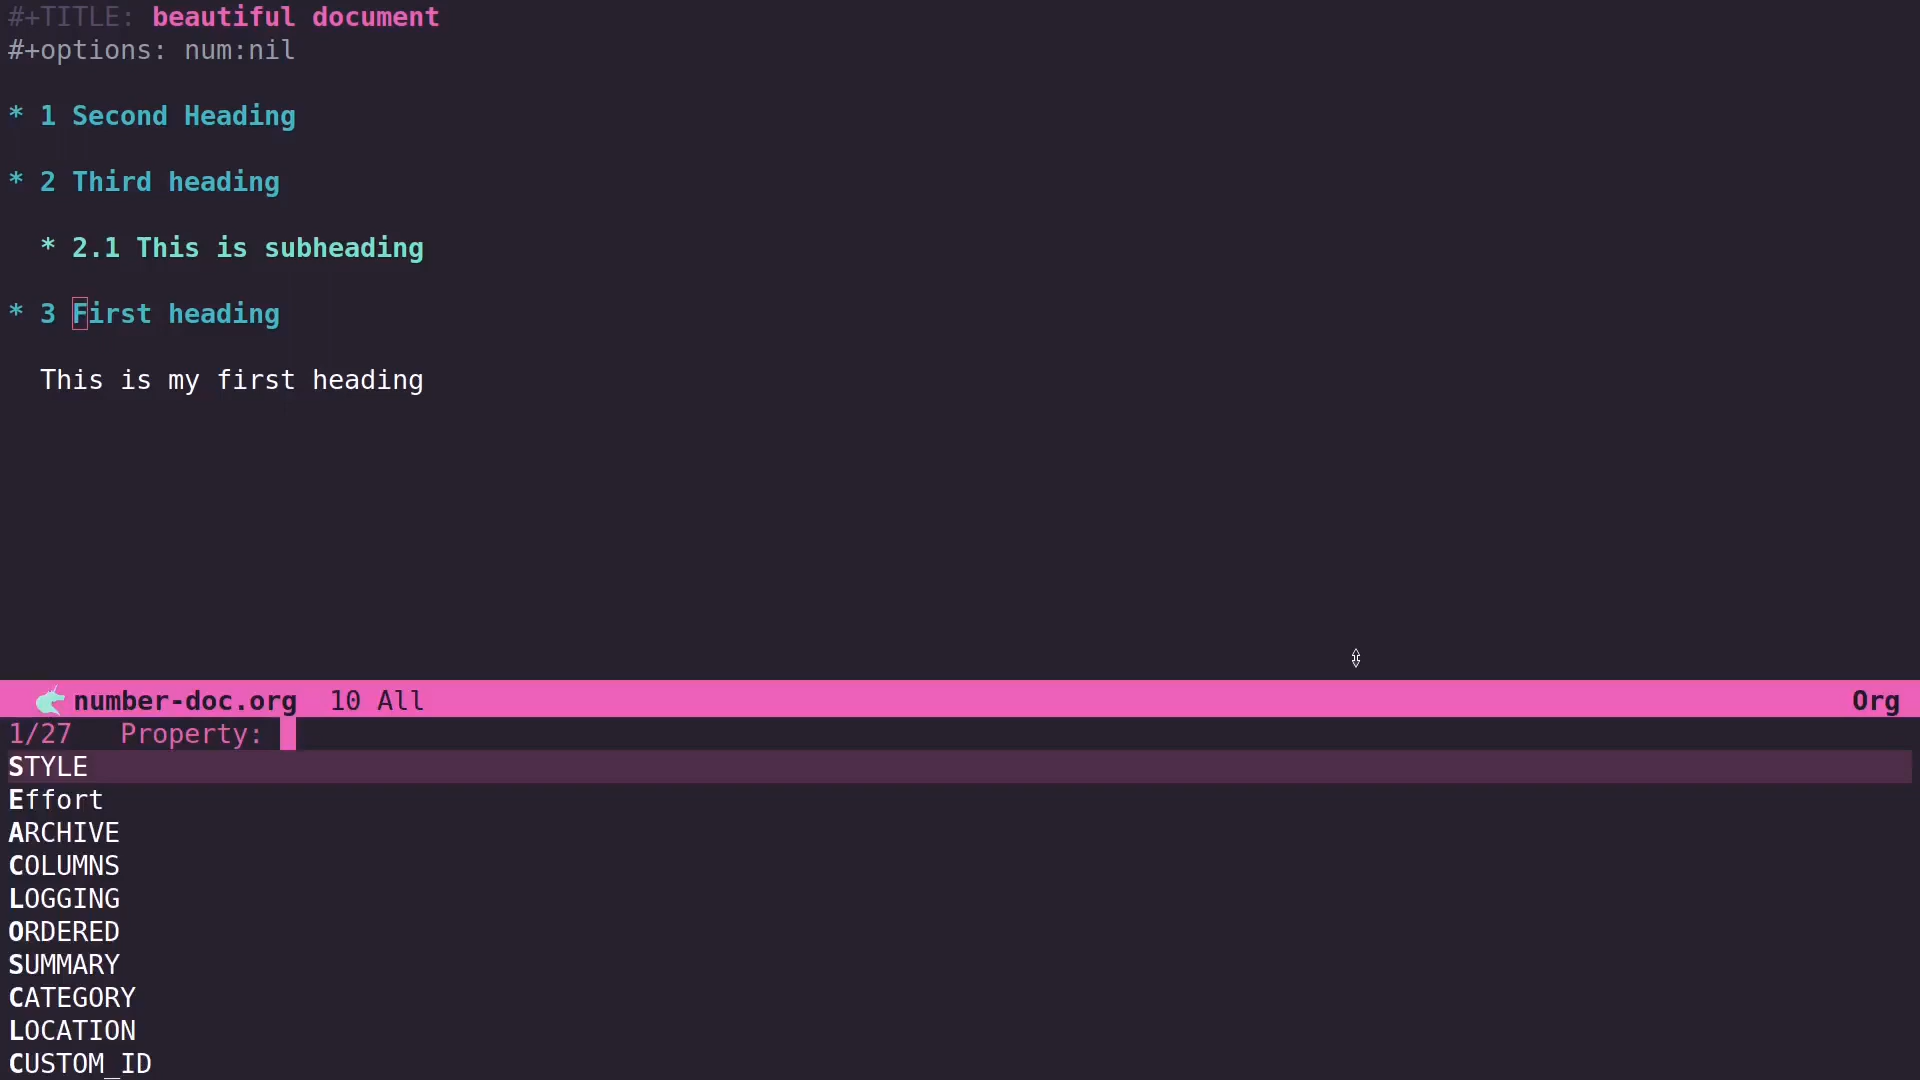 #+TITLE: beautiful document
#+options: num:nil
* 1 Second Heading
* 2 Third heading
* 2.1 This is subheading
* 3 First heading
This is my first heading
number-doc.org 10 All Org
1/27 Property:
STYLE
Effort
ARCHIVE
COLUMNS
LOGGING
ORDERED
SUMMARY
CATEGORY
LOCATION
CUSTOM_ID